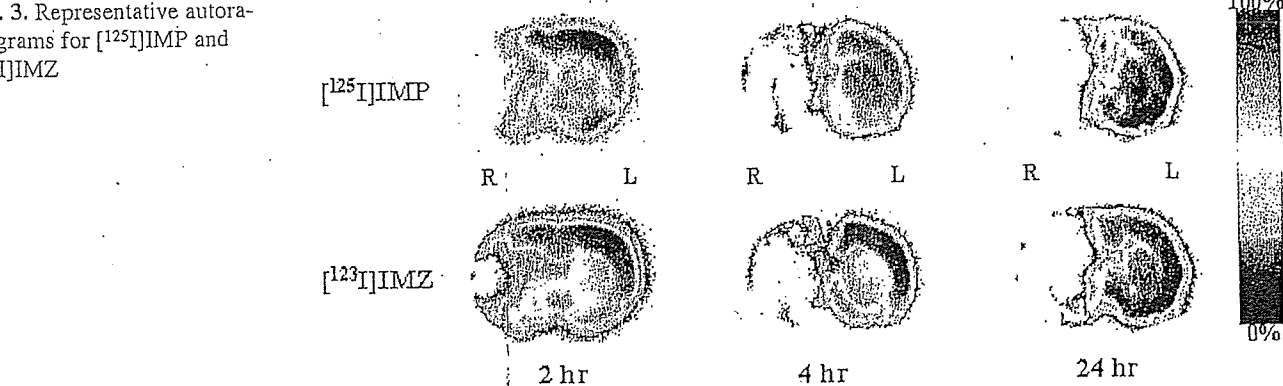 . 3. Representative autora-
grams for [¹²⁵I]IMP and
I]IMZ
100%
[¹²⁵I]IMP
R L R L R L
[¹²³I]IMZ
0%
2 hr 4 hr 24 hr